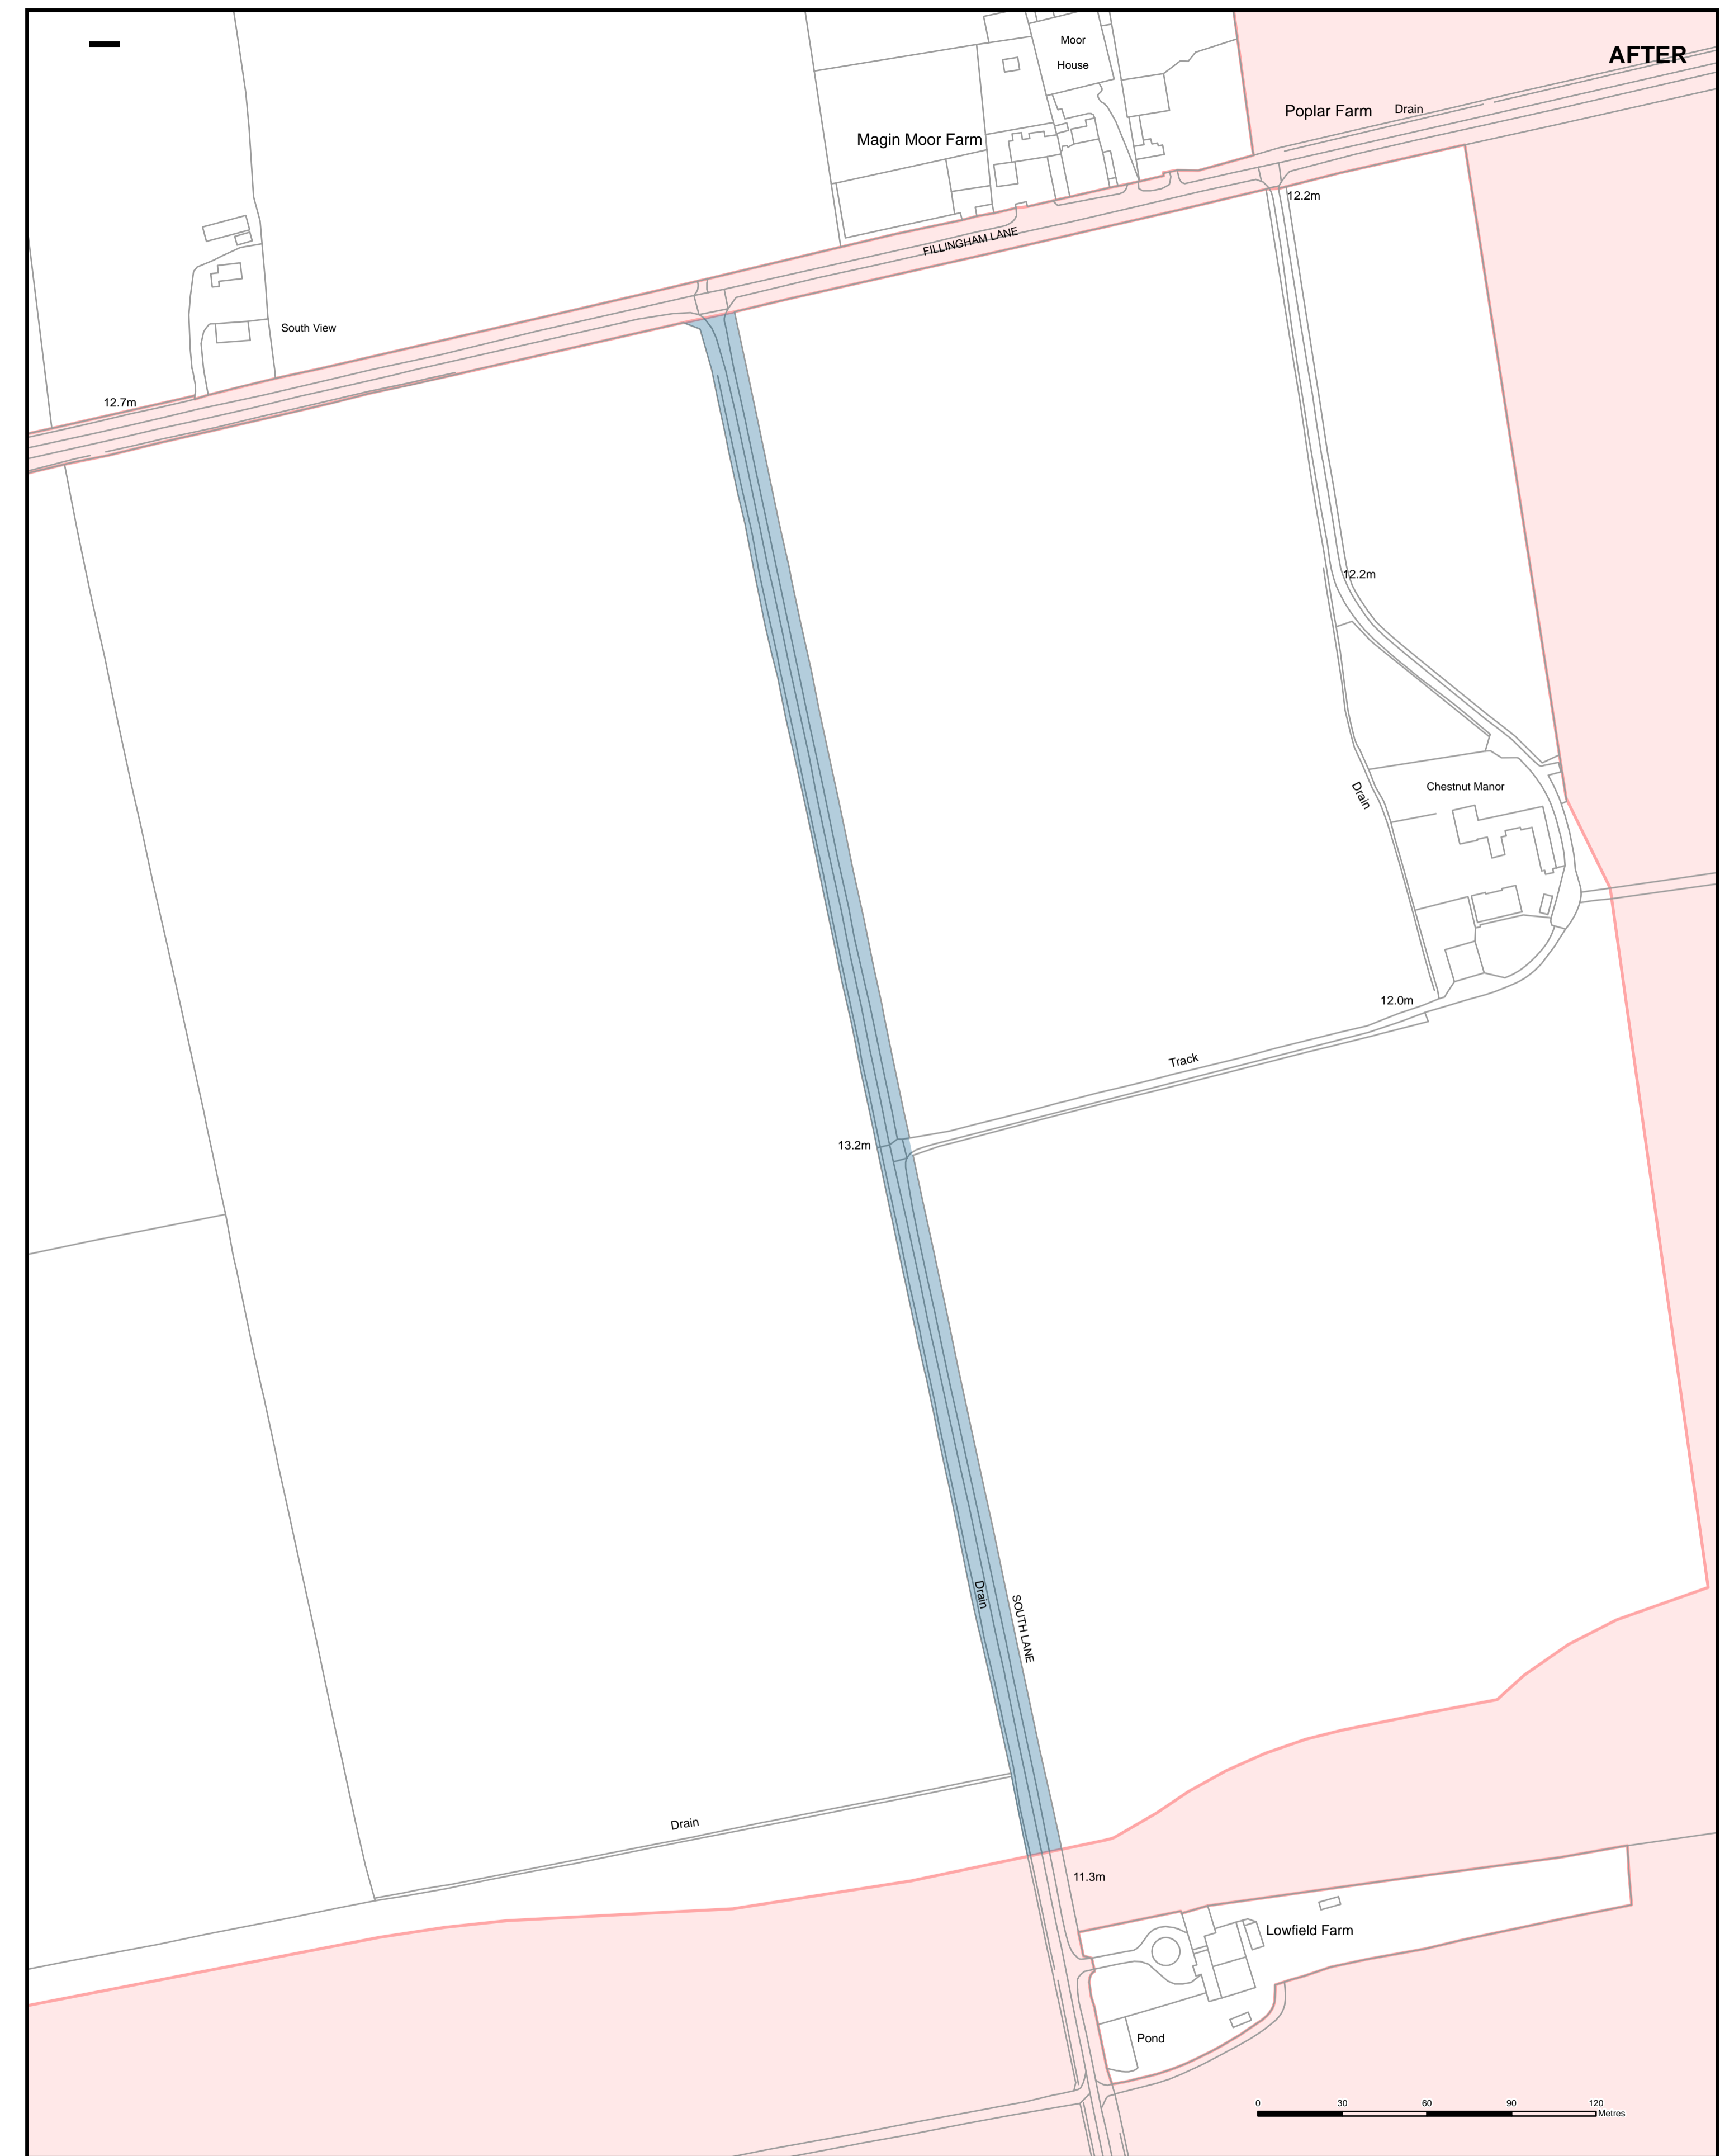 Moor
House
AFTER
Poplar Farm
Drain
Magin Moor Farm
12.2m
FILLINGHAM LANE
South View
12.7m
12.2m
Chestnut Manor
Drain
12.0m
Track
13.2m
Drain
SOUTH LANE
Drain
11.3m
Lowfield Farm
Pond
0 30 60 90 120
Metres